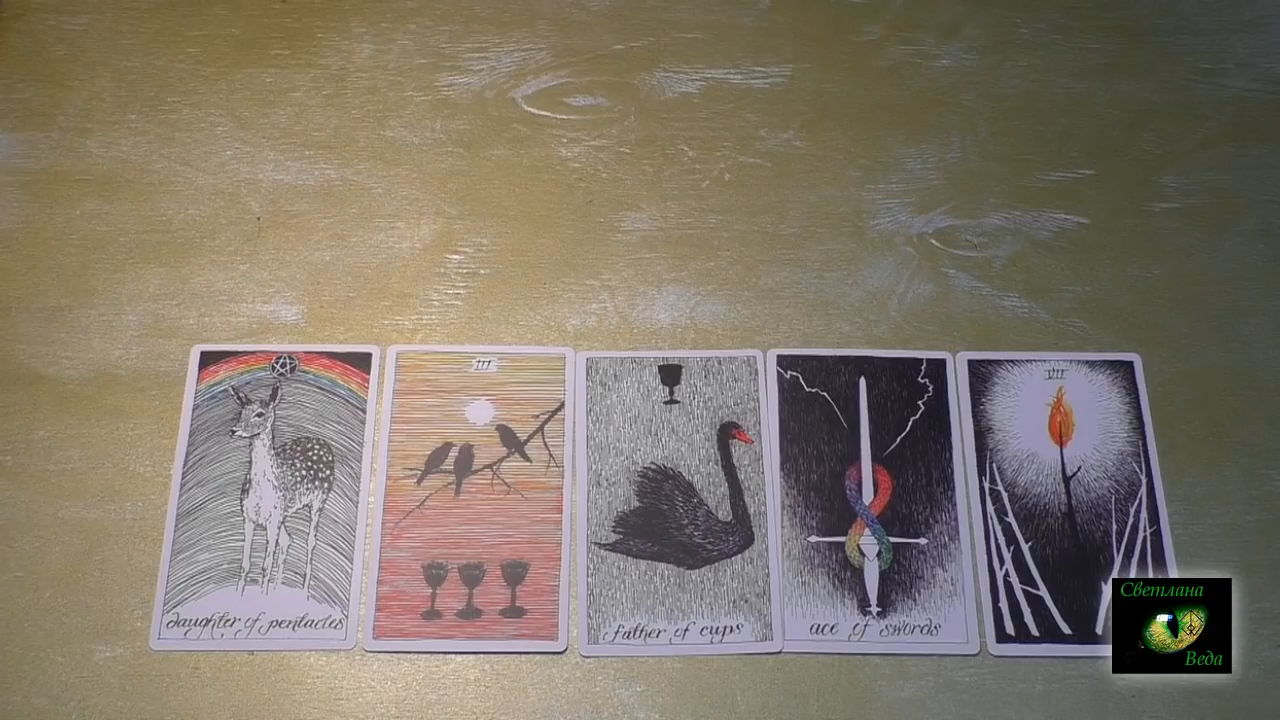 daughter of pentacles
III
father of cups
ace of swords
VII
Светлана
Веда